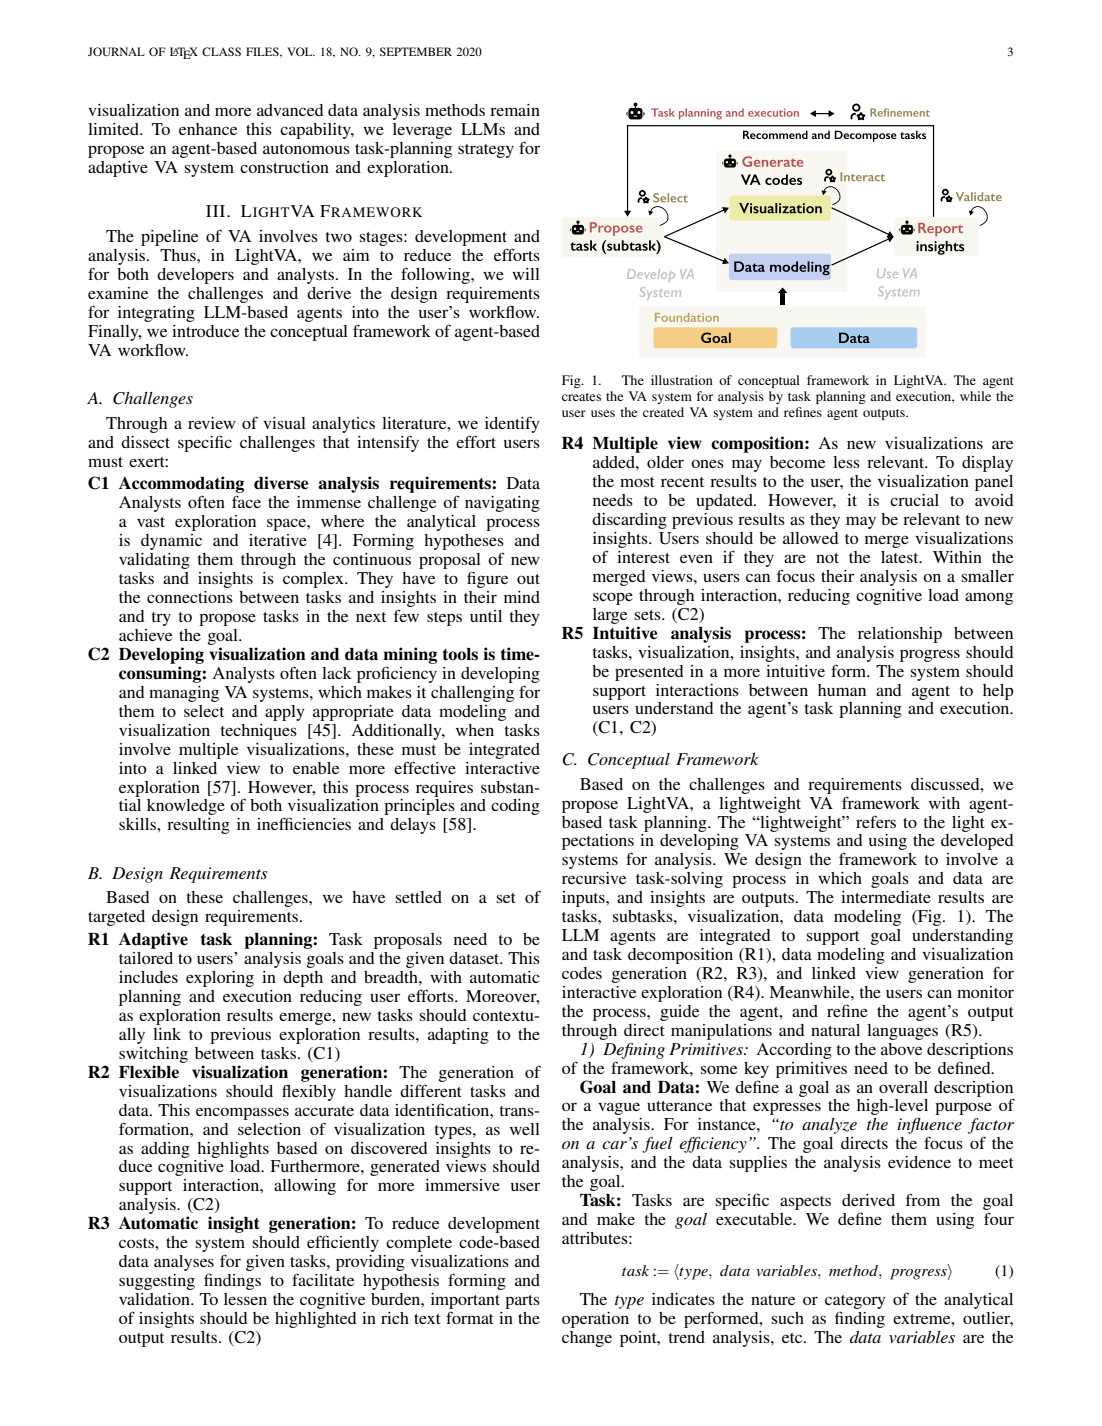 JOURNAL OF LATEX CLASS FILES, VOL. 18, NO. 9, SEPTEMBER 2020
3
visualization and more advanced data analysis methods remain
limited. To enhance this capability, we leverage LLMs and
propose an agent-based autonomous task-planning strategy for
adaptive VA system construction and exploration.
III. LIGHTVA FRAMEWORK
The pipeline of VA involves two stages: development and
analysis. Thus, in LightVA, we aim to reduce the efforts
for both developers and analysts. In the following, we will
examine the challenges and derive the design requirements
for integrating LLM-based agents into the user's workflow.
Finally, we introduce the conceptual framework of agent-based
VA workflow.
A. Challenges
Through a review of visual analytics literature, we identify
and dissect specific challenges that intensify the effort users
must exert:
C1 Accommodating diverse analysis requirements: Data
Analysts often face the immense challenge of navigating
a vast exploration space, where the analytical process
is dynamic and iterative [4]. Forming hypotheses and
validating them through the continuous proposal of new
tasks and insights is complex. They have to figure out
the connections between tasks and insights in their mind
and try to propose tasks in the next few steps until they
achieve the goal.
C2 Developing visualization and data mining tools is time-
consuming: Analysts often lack proficiency in developing
and managing VA systems, which makes it challenging for
them to select and apply appropriate data modeling and
visualization techniques [45]. Additionally, when tasks
involve multiple visualizations, these must be integrated
into a linked view to enable more effective interactive
exploration [57]. However, this process requires substan-
tial knowledge of both visualization principles and coding
skills, resulting in inefficiencies and delays [58].
B. Design Requirements
Based on these challenges, we have settled on a set of
targeted design requirements.
R1 Adaptive task planning: Task proposals need to be
tailored to users' analysis goals and the given dataset. This
includes exploring in depth and breadth, with automatic
planning and execution reducing user efforts. Moreover,
as exploration results emerge, new tasks should contextu-
ally link to previous exploration results, adapting to the
switching between tasks. (C1)
R2 Flexible visualization generation: The generation of
visualizations should flexibly handle different tasks and
data. This encompasses accurate data identification, trans-
formation, and selection of visualization types, as well
as adding highlights based on discovered insights to re-
duce cognitive load. Furthermore, generated views should
support interaction, allowing for more immersive user
analysis. (C2)
R3 Automatic insight generation: To reduce development
costs, the system should efficiently complete code-based
data analyses for given tasks, providing visualizations and
suggesting findings to facilitate hypothesis forming and
validation. To lessen the cognitive burden, important parts
of insights should be highlighted in rich text format in the
output results. (C2)
Task planning and execution
Refinement
Recommend and Decompose tasks
Generate
VA codes
Interact
Select
Validate
Visualization
Propose
task (subtask)
Report
insights
Data modeling
Develop VA
System
Use VA
System
Foundation
Goal
Data
Fig. 1. The illustration of conceptual framework in LightVA. The agent
creates the VA system for analysis by task planning and execution, while the
user uses the created VA system and refines agent outputs.
R4 Multiple view composition: As new visualizations are
added, older ones may become less relevant. To display
the most recent results to the user, the visualization panel
needs to be updated. However, it is crucial to avoid
discarding previous results as they may be relevant to new
insights. Users should be allowed to merge visualizations
of interest even if they are not the latest. Within the
merged views, users can focus their analysis on a smaller
scope through interaction, reducing cognitive load among
large sets. (C2)
R5 Intuitive analysis process: The relationship between
tasks, visualization, insights, and analysis progress should
be presented in a more intuitive form. The system should
support interactions between human and agent to help
users understand the agent's task planning and execution.
(C1, C2)
C. Conceptual Framework
Based on the challenges and requirements discussed, we
propose LightVA, a lightweight VA framework with agent-
based task planning. The “lightweight” refers to the light ex-
pectations in developing VA systems and using the developed
systems for analysis. We design the framework to involve a
recursive task-solving process in which goals and data are
inputs, and insights are outputs. The intermediate results are
tasks, subtasks, visualization, data modeling (Fig. 1). The
LLM agents are integrated to support goal understanding
and task decomposition (R1), data modeling and visualization
codes generation (R2, R3), and linked view generation for
interactive exploration (R4). Meanwhile, the users can monitor
the process, guide the agent, and refine the agent's output
through direct manipulations and natural languages (R5).
1) Defining Primitives: According to the above descriptions
of the framework, some key primitives need to be defined.
Goal and Data: We define a goal as an overall description
or a vague utterance that expresses the high-level purpose of
the analysis. For instance, “to analyze the influence factor
on a car's fuel efficiency”. The goal directs the focus of the
analysis, and the data supplies the analysis evidence to meet
the goal.
Task: Tasks are specific aspects derived from the goal
and make the goal executable. We define them using four
attributes:
task := ⟨type, data variables, method, progress⟩ (1)
The type indicates the nature or category of the analytical
operation to be performed, such as finding extreme, outlier,
change point, trend analysis, etc. The data variables are the